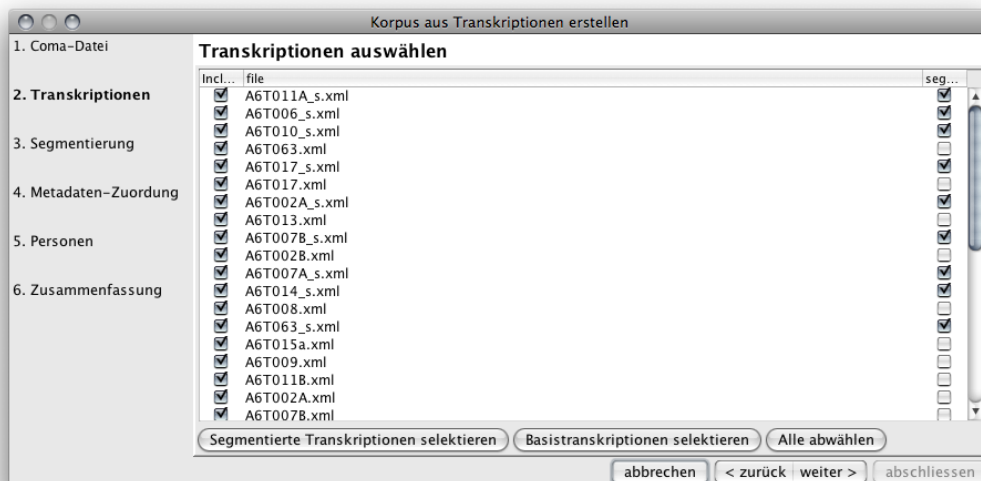 Korpus aus Transkriptionen erstellen
1. Coma-Datei
2. Transkriptionen
3. Segmentierung
4. Metadaten-Zuordung
5. Personen
6. Zusammenfassung
Transkriptionen auswählen
Incl... file seg...
A6T011A_s.xml
A6T006_s.xml
A6T010_s.xml
A6T063.xml
A6T017_s.xml
A6T017.xml
A6T002A_s.xml
A6T013.xml
A6T007B_s.xml
A6T002B.xml
A6T007A_s.xml
A6T014_s.xml
A6T008.xml
A6T063_s.xml
A6T015a.xml
A6T009.xml
A6T011B.xml
A6T002A.xml
A6T007B.xml
Segmentierte Transkriptionen selektieren Basistranskriptionen selektieren Alle abwählen
abbrechen < zurück weiter > abschliessen